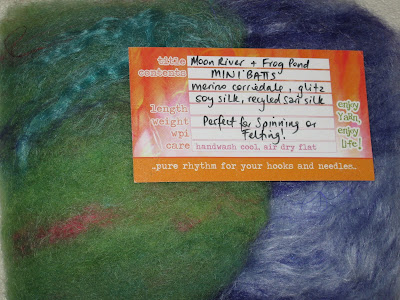 title Moon River + Frog Pond
contents MINI BATTS
merino corriedale, glitz
soy silk, recyled sari silk
length
weight Perfect for Spinning or
wpi Felting!
care handwash cool, air dry flat
enjoy
Yarn,
enjoy
life!
..pure rhythm for your hooks and needles..